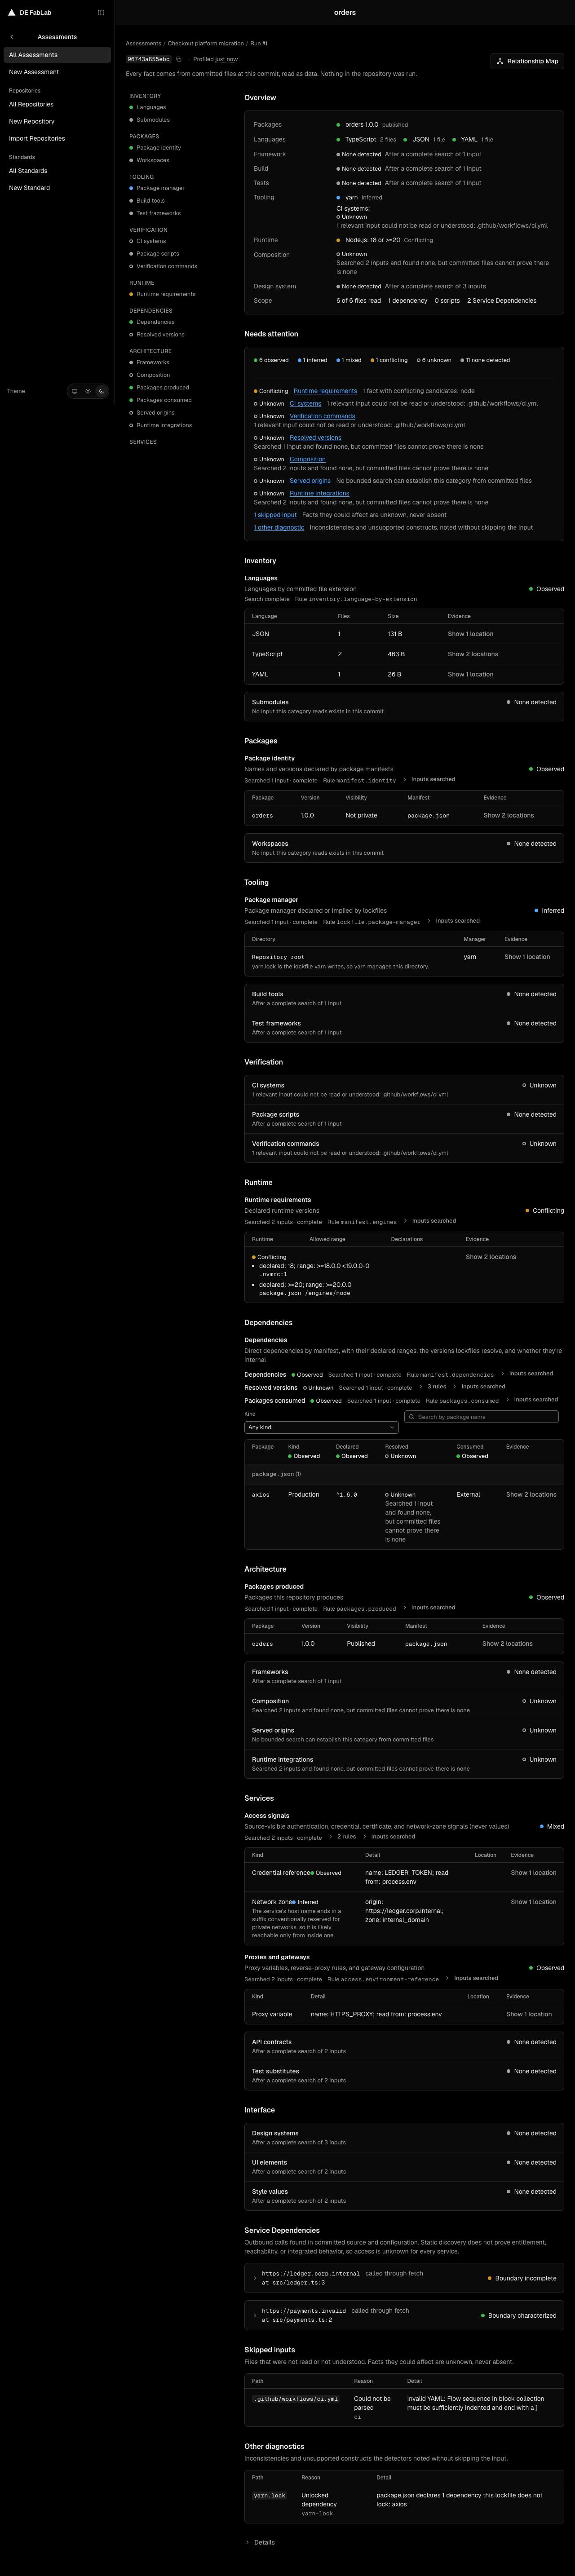 DE FabLab
orders
Assessments
All Assessments
New Assessment
Repositories
All Repositories
New Repository
Import Repositories
Standards
All Standards
New Standard
Theme
Assessments / Checkout platform migration / Run #1
96743a855ebc · Profiled just now
Relationship Map
Every fact comes from committed files at this commit, read as data. Nothing in the repository was run.
INVENTORY
Languages
Submodules
PACKAGES
Package identity
Workspaces
TOOLING
Package manager
Build tools
Test frameworks
VERIFICATION
CI systems
Package scripts
Verification commands
RUNTIME
Runtime requirements
DEPENDENCIES
Dependencies
Resolved versions
ARCHITECTURE
Frameworks
Composition
Packages produced
Packages consumed
Served origins
Runtime integrations
SERVICES
Overview
Packages orders 1.0.0 published
Languages TypeScript 2 files JSON 1 file YAML 1 file
Framework None detected After a complete search of 1 input
Build None detected After a complete search of 1 input
Tests None detected After a complete search of 1 input
Tooling yarn Inferred
CI systems:
Unknown
1 relevant input could not be read or understood: .github/workflows/ci.yml
Runtime Node.js: 18 or >=20 Conflicting
Composition Unknown
Searched 2 inputs and found none, but committed files cannot prove there
is none
Design system None detected After a complete search of 3 inputs
Scope 6 of 6 files read 1 dependency 0 scripts 2 Service Dependencies
Needs attention
6 observed 1 inferred 1 mixed 1 conflicting 6 unknown 11 none detected
Conflicting Runtime requirements 1 fact with conflicting candidates: node
Unknown CI systems 1 relevant input could not be read or understood: .github/workflows/ci.yml
Unknown Verification commands
1 relevant input could not be read or understood: .github/workflows/ci.yml
Unknown Resolved versions
Searched 1 input and found none, but committed files cannot prove there is none
Unknown Composition
Searched 2 inputs and found none, but committed files cannot prove there is none
Unknown Served origins No bounded search can establish this category from committed files
Unknown Runtime integrations
Searched 2 inputs and found none, but committed files cannot prove there is none
1 skipped input Facts they could affect are unknown, never absent
1 other diagnostic Inconsistencies and unsupported constructs, noted without skipping the input
Inventory
Languages
Languages by committed file extension Observed
Search complete Rule inventory.language-by-extension
Language Files Size Evidence
JSON 1 131 B Show 1 location
TypeScript 2 463 B Show 2 locations
YAML 1 26 B Show 1 location
Submodules None detected
No input this category reads exists in this commit
Packages
Package identity
Names and versions declared by package manifests Observed
Searched 1 input · complete Rule manifest.identity Inputs searched
Package Version Visibility Manifest Evidence
orders 1.0.0 Not private package.json Show 2 locations
Workspaces None detected
No input this category reads exists in this commit
Tooling
Package manager
Package manager declared or implied by lockfiles Inferred
Searched 1 input · complete Rule lockfile.package-manager Inputs searched
Directory Manager Evidence
Repository root yarn Show 1 location
yarn.lock is the lockfile yarn writes, so yarn manages this directory.
Build tools None detected
After a complete search of 1 input
Test frameworks None detected
After a complete search of 1 input
Verification
CI systems Unknown
1 relevant input could not be read or understood: .github/workflows/ci.yml
Package scripts None detected
After a complete search of 1 input
Verification commands Unknown
1 relevant input could not be read or understood: .github/workflows/ci.yml
Runtime
Runtime requirements
Declared runtime versions Conflicting
Searched 2 inputs · complete Rule manifest.engines Inputs searched
Runtime Allowed range Declarations Evidence
Conflicting Show 2 locations
• declared: 18; range: >=18.0.0 <19.0.0-0
.nvmrc:1
• declared: >=20; range: >=20.0.0
package.json /engines/node
Dependencies
Dependencies
Direct dependencies by manifest, with their declared ranges, the versions lockfiles resolve, and whether they're
internal
Dependencies Observed Searched 1 input · complete Rule manifest.dependencies Inputs searched
Resolved versions Unknown Searched 1 input · complete 3 rules Inputs searched
Packages consumed Observed Searched 1 input · complete Rule packages.consumed Inputs searched
Kind
Any kind Search by package name
Package Kind Declared Resolved Consumed Evidence
Observed Observed Unknown Observed
package.json (1)
axios Production ^1.6.0 Unknown External Show 2 locations
Searched 1 input
and found none,
but committed files
cannot prove there
is none
Architecture
Packages produced
Packages this repository produces Observed
Searched 1 input · complete Rule packages.produced Inputs searched
Package Version Visibility Manifest Evidence
orders 1.0.0 Published package.json Show 2 locations
Frameworks None detected
After a complete search of 1 input
Composition Unknown
Searched 2 inputs and found none, but committed files cannot prove there is none
Served origins Unknown
No bounded search can establish this category from committed files
Runtime integrations Unknown
Searched 2 inputs and found none, but committed files cannot prove there is none
Services
Access signals
Source-visible authentication, credential, certificate, and network-zone signals (never values) Mixed
Searched 2 inputs · complete 2 rules Inputs searched
Kind Detail Location Evidence
Credential reference Observed name: LEDGER_TOKEN; read Show 1 location
from: process.env
Network zone Inferred origin: Show 1 location
The service's host name ends in a https://ledger.corp.internal;
suffix conventionally reserved for zone: internal_domain
private networks, so it is likely
reachable only from inside one.
Proxies and gateways
Proxy variables, reverse-proxy rules, and gateway configuration Observed
Searched 2 inputs · complete Rule access.environment-reference Inputs searched
Kind Detail Location Evidence
Proxy variable name: HTTPS_PROXY; read from: process.env Show 1 location
API contracts None detected
After a complete search of 2 inputs
Test substitutes None detected
After a complete search of 2 inputs
Interface
Design systems None detected
After a complete search of 3 inputs
UI elements None detected
After a complete search of 2 inputs
Style values None detected
After a complete search of 2 inputs
Service Dependencies
Outbound calls found in committed source and configuration. Static discovery does not prove entitlement,
reachability, or integrated behavior, so access is unknown for every service.
https://ledger.corp.internal called through fetch
at src/ledger.ts:3 Boundary incomplete
https://payments.invalid called through fetch
at src/payments.ts:2 Boundary characterized
Skipped inputs
Files that were not read or not understood. Facts they could affect are unknown, never absent.
Path Reason Detail
.github/workflows/ci.yml Could not be Invalid YAML: Flow sequence in block collection
parsed must be sufficiently indented and end with a ]
ci
Other diagnostics
Inconsistencies and unsupported constructs the detectors noted without skipping the input.
Path Reason Detail
yarn.lock Unlocked package.json declares 1 dependency this lockfile does not
dependency lock: axios
yarn-lock
Details